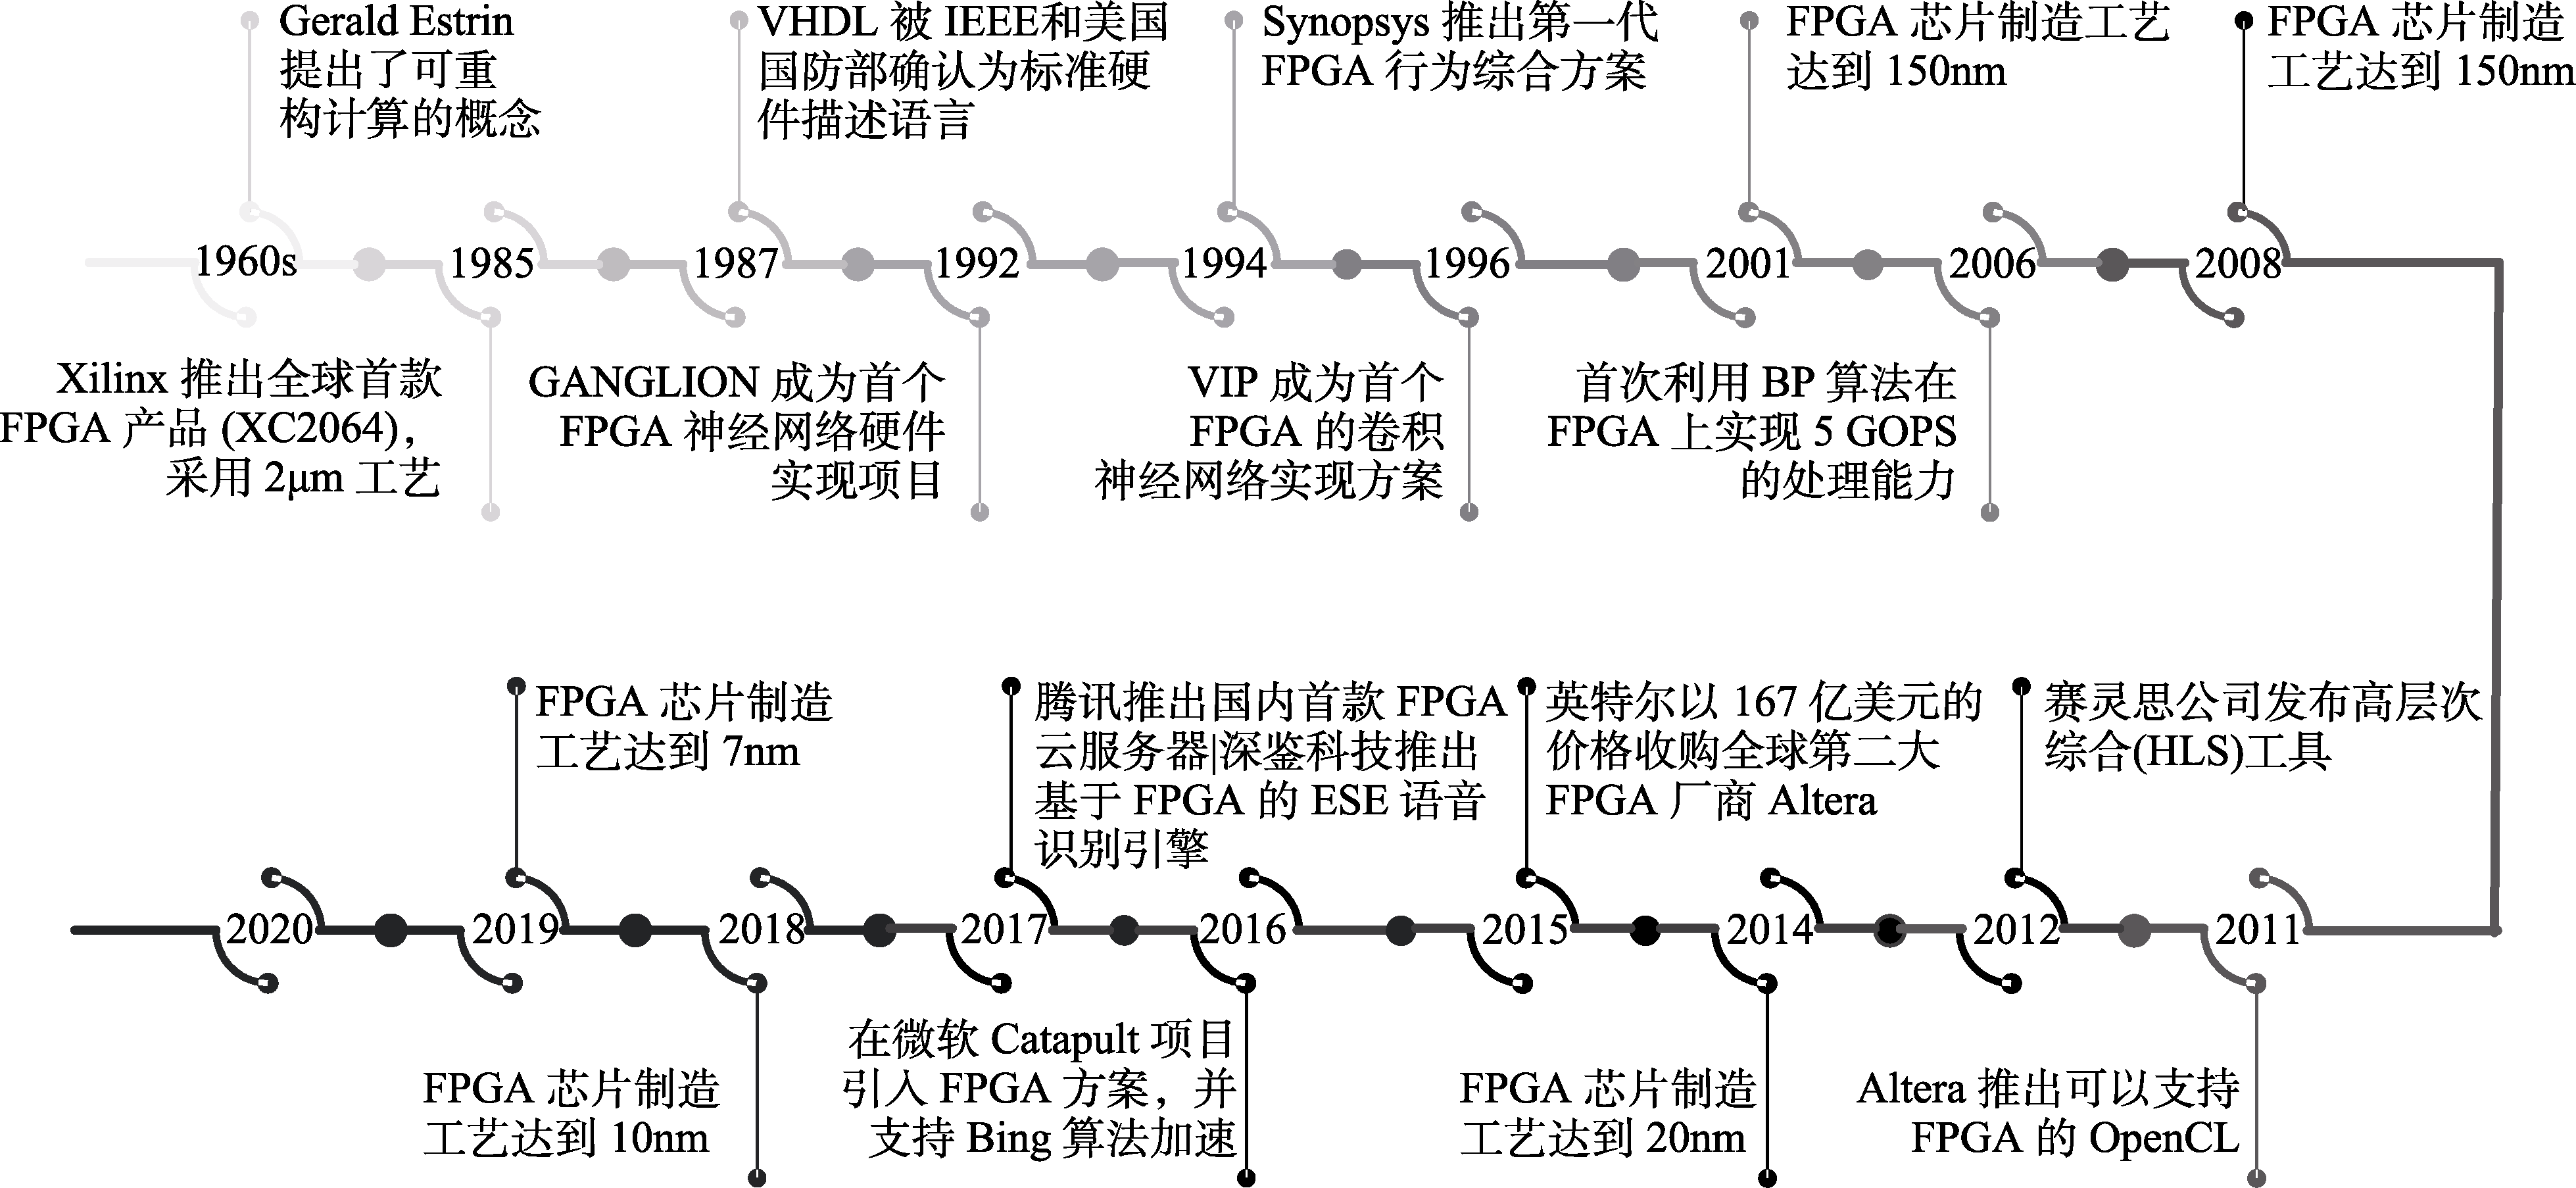 Gerald Estrin
提出了可重
构计算的概念
VHDL 被 IEEE和美国
国防部确认为标准硬
件描述语言
Synopsys 推出第一代
FPGA 行为综合方案
FPGA 芯片制造工艺
达到 150nm
FPGA 芯片制造
工艺达到 150nm
1960s
1985
1987
1992
1994
1996
2001
2006
2008
Xilinx 推出全球首款
FPGA 产品 (XC2064)，
采用 2μm 工艺
GANGLION 成为首个
FPGA 神经网络硬件
实现项目
VIP 成为首个
FPGA 的卷积
神经网络实现方案
首次利用 BP 算法在
FPGA 上实现 5 GOPS
的处理能力
FPGA 芯片制造
工艺达到 7nm
腾讯推出国内首款 FPGA
云服务器|深鉴科技推出
基于 FPGA 的 ESE 语音
识别引擎
英特尔以 167 亿美元的
价格收购全球第二大
FPGA 厂商 Altera
赛灵思公司发布高层次
综合(HLS)工具
2020
2019
2018
2017
2016
2015
2014
2012
2011
FPGA 芯片制造
工艺达到 10nm
在微软 Catapult 项目
引入 FPGA 方案，并
支持 Bing 算法加速
FPGA 芯片制造
工艺达到 20nm
Altera 推出可以支持
FPGA 的 OpenCL